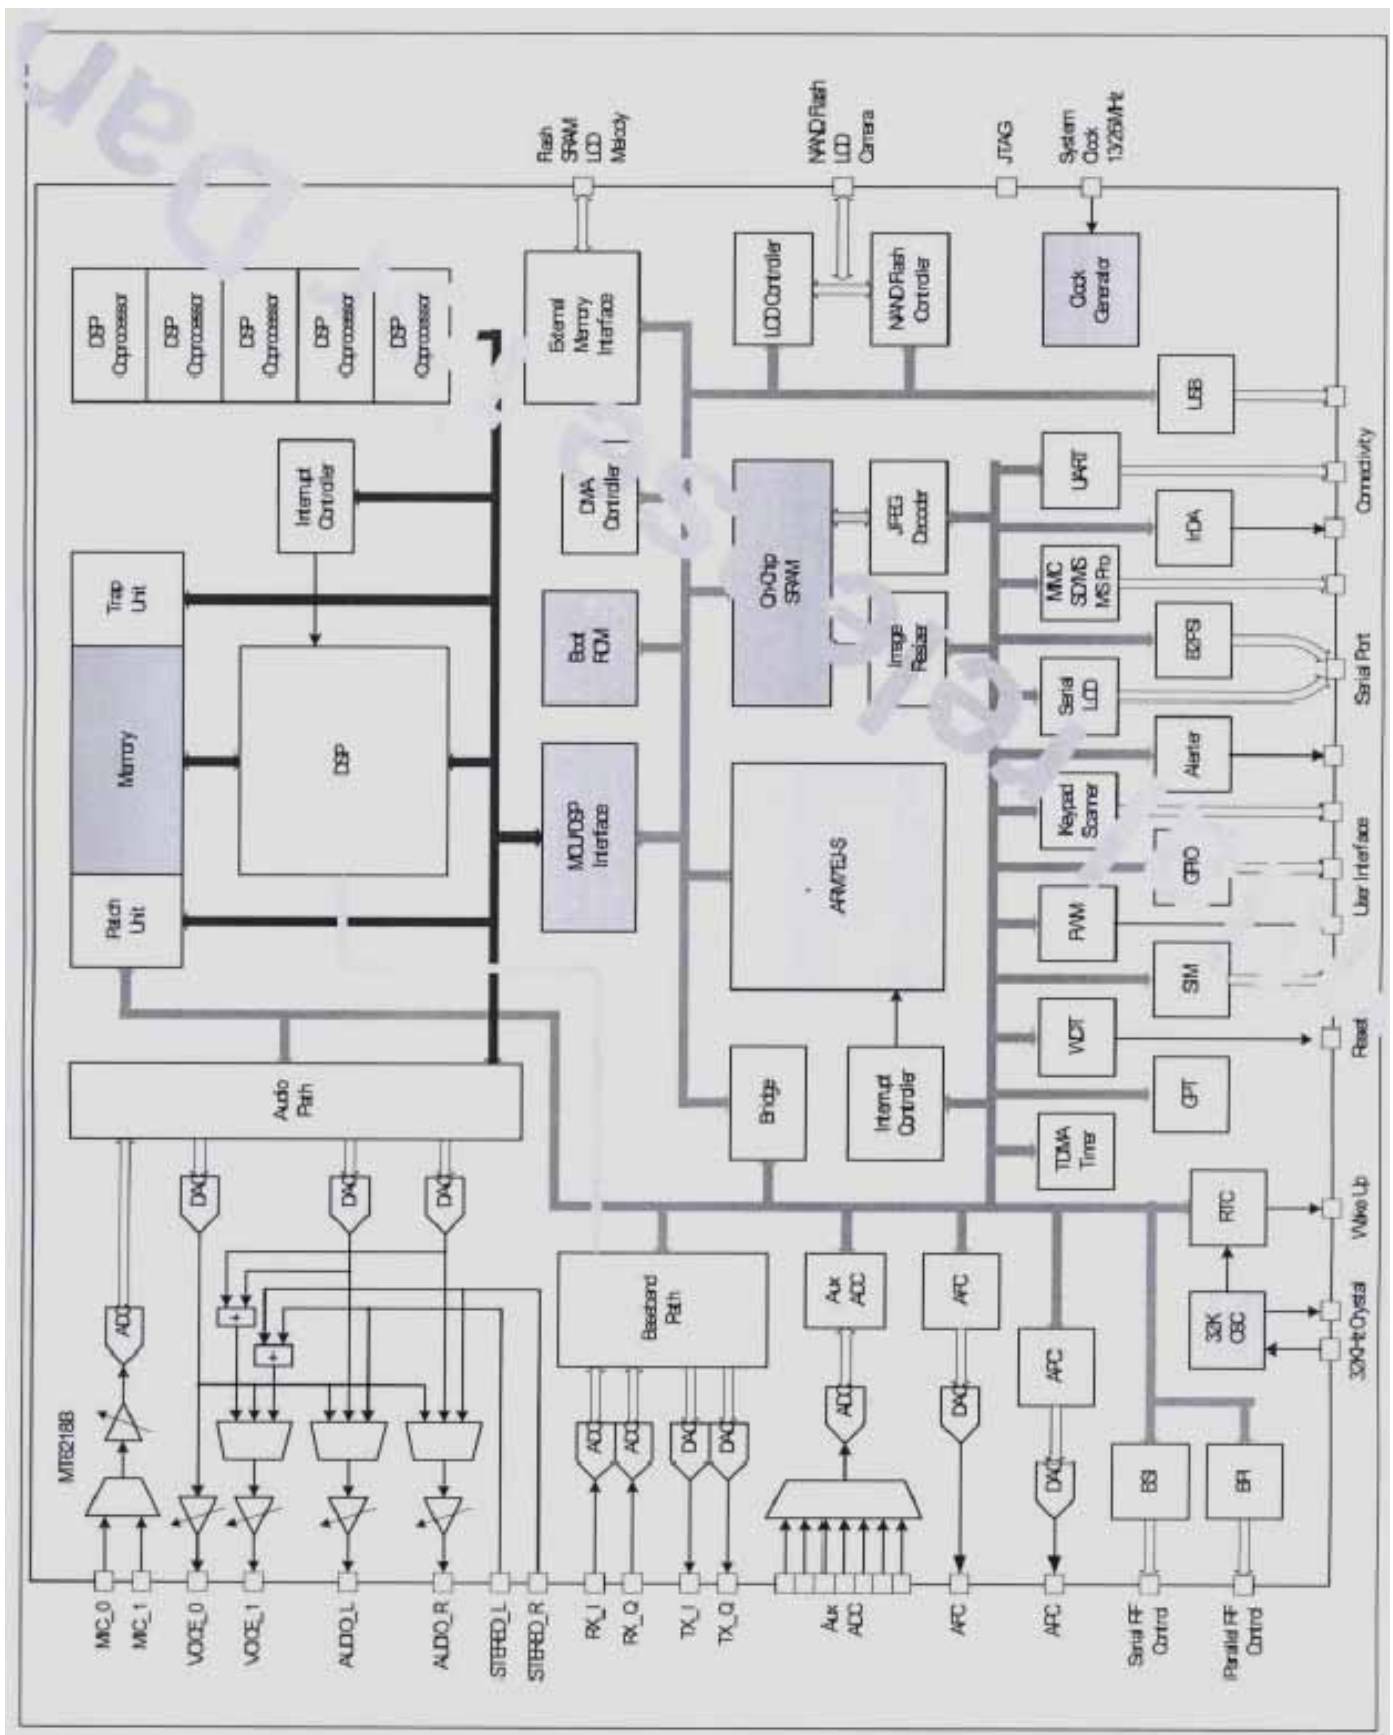 MT6218B
DSP
Coprocessor
DSP
Coprocessor
DSP
Coprocessor
DSP
Coprocessor
DSP
Coprocessor
Patch
Unit
Memory
Trap
Unit
MIC_0
MIC_1
VOICE_0
VOICE_1
AUDIO_L
AUDIO_R
STEREO_L
STEREO_R
ADC
DAC
DAC
DAC
+
+
Audio
Path
DSP
Interrupt
Controller
MCU/DSP
Interface
Boot
ROM
DMA
Controller
External
Memory
Interface
Flash
SRAM
LCD
Melody
RX_I
RX_Q
TX_I
TX_Q
ADC
ADC
DAC
DAC
Baseband
Path
Bridge
ARM7EJ-S
On-Chip
SRAM
LCD Controller
NAND Flash
LCD
Camera
Aux
ADC
ADC
Aux
ADC
Interrupt
Controller
Image
Resizer
JPEG
Decoder
NAND Flash
Controller
AFC
DAC
AFC
JTAG
APC
DAC
APC
TDMA
Timer
WDT
PWM
Keypad
Scanner
Serial
LCD
MMC
SD/MS
MS Pro
UART
Clock
Generator
System
Clock
13/26MHz
Serial RF
Control
BSI
GPT
SIM
GPIO
Alerter
B2PSI
IrDA
USB
Parallel RF
Control
BPI
32K
OSC
RTC
32KHz Crystal
Wake Up
Reset
User Interface
Serial Port
Connectivity